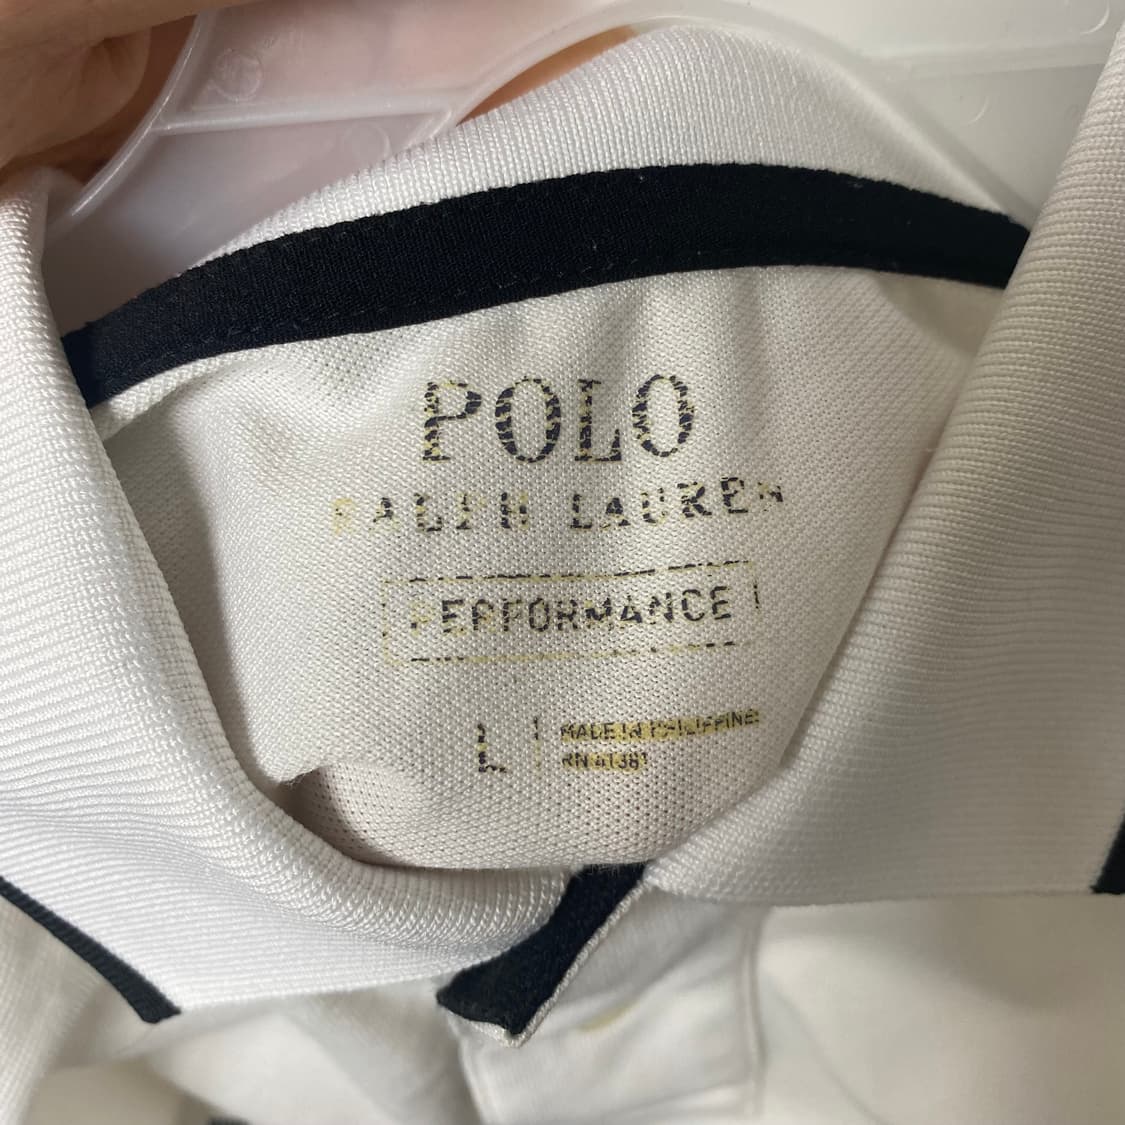 POLO
RALPH LAUREN
PERFORMANCE
L
MADE IN PHILIPPINES
RN 41381